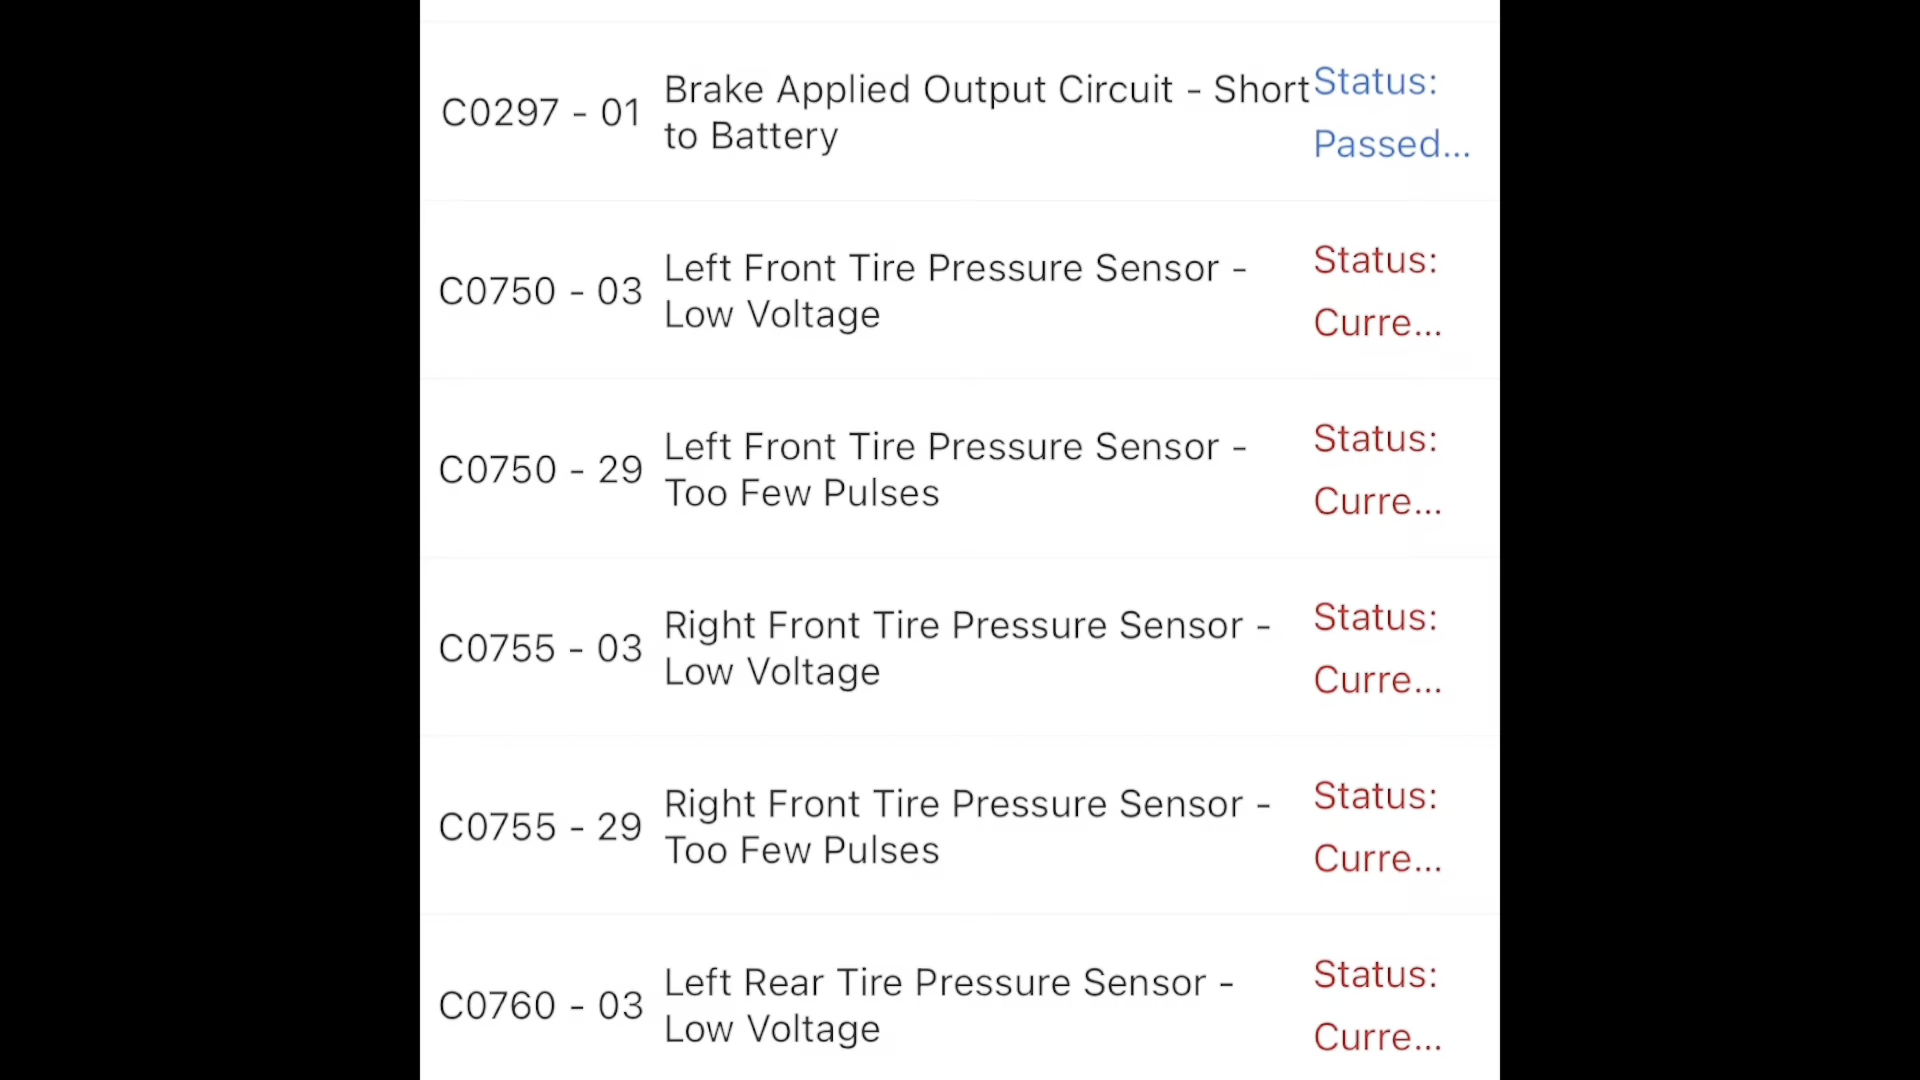 C0297 - 01
Brake Applied Output Circuit - Short
to Battery
Status:
Passed...
C0750 - 03
Left Front Tire Pressure Sensor -
Low Voltage
Status:
Curre...
C0750 - 29
Left Front Tire Pressure Sensor -
Too Few Pulses
Status:
Curre...
C0755 - 03
Right Front Tire Pressure Sensor -
Low Voltage
Status:
Curre...
C0755 - 29
Right Front Tire Pressure Sensor -
Too Few Pulses
Status:
Curre...
C0760 - 03
Left Rear Tire Pressure Sensor -
Low Voltage
Status:
Curre...